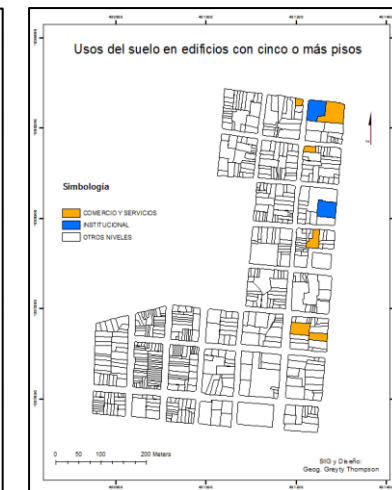 Usos del suelo en edificios con cinco o más pisos
Simbología
COMERCIO Y SERVICIOS
INSTITUCIONAL
OTROS NIVELES
0 50 100 200 Meters
SIG y Diseño:
Geog. Greyty Thompson